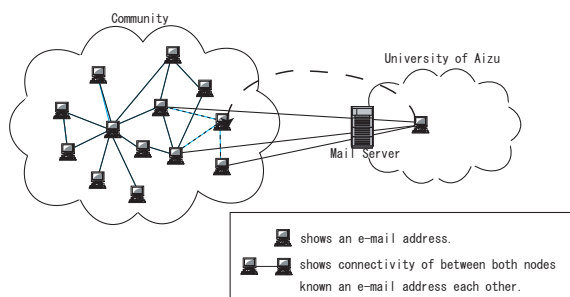 Community
University of Aizu
Mail Server
shows an e-mail address.
shows connectivity of between both nodes
known an e-mail address each other.